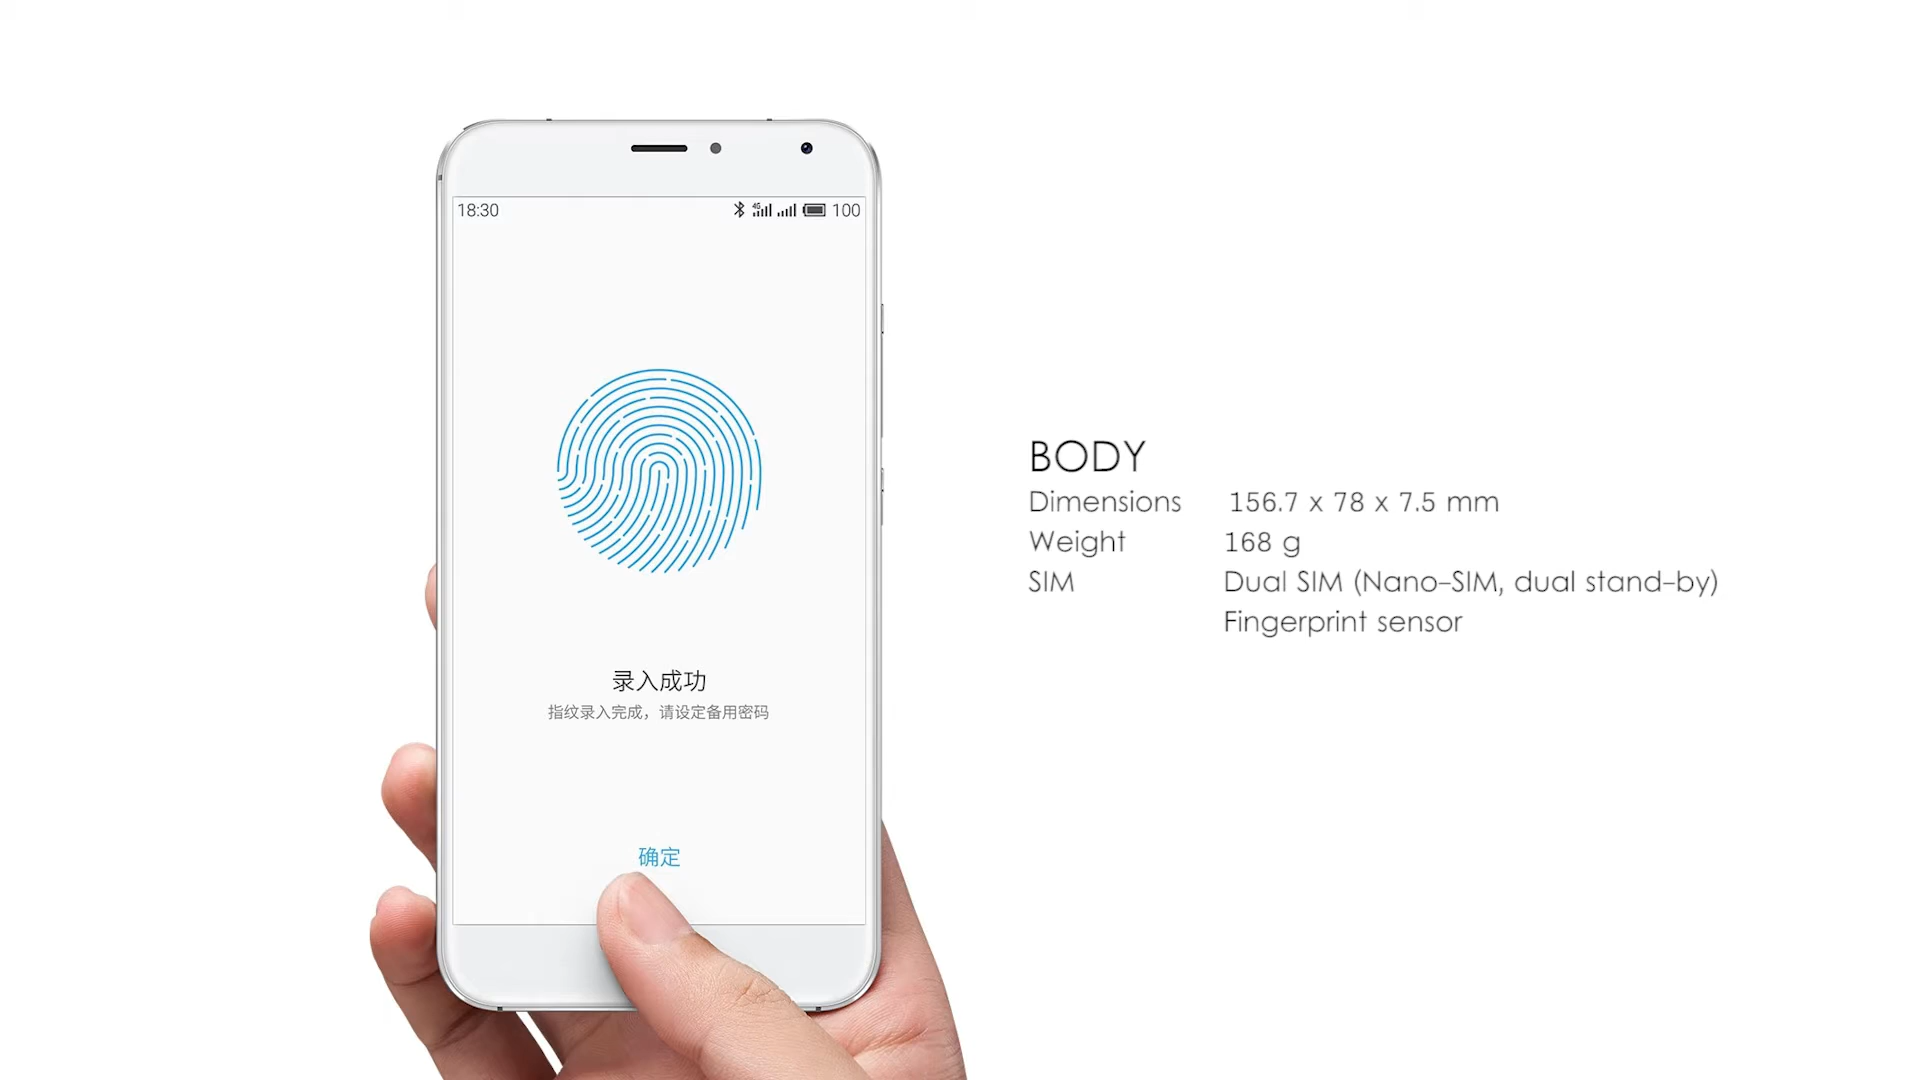 18:30 4G 100
录入成功
指纹录入完成，请设定备用密码
确定
BODY
Dimensions 156.7 x 78 x 7.5 mm
Weight 168 g
SIM Dual SIM (Nano-SIM, dual stand-by)
Fingerprint sensor